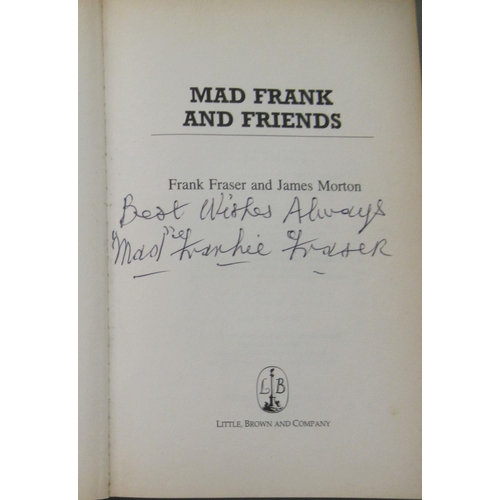 MAD FRANK
AND FRIENDS
Frank Fraser and James Morton
Best Wishes Always
"Mad" Frankie Fraser
L B
LITTLE, BROWN AND COMPANY